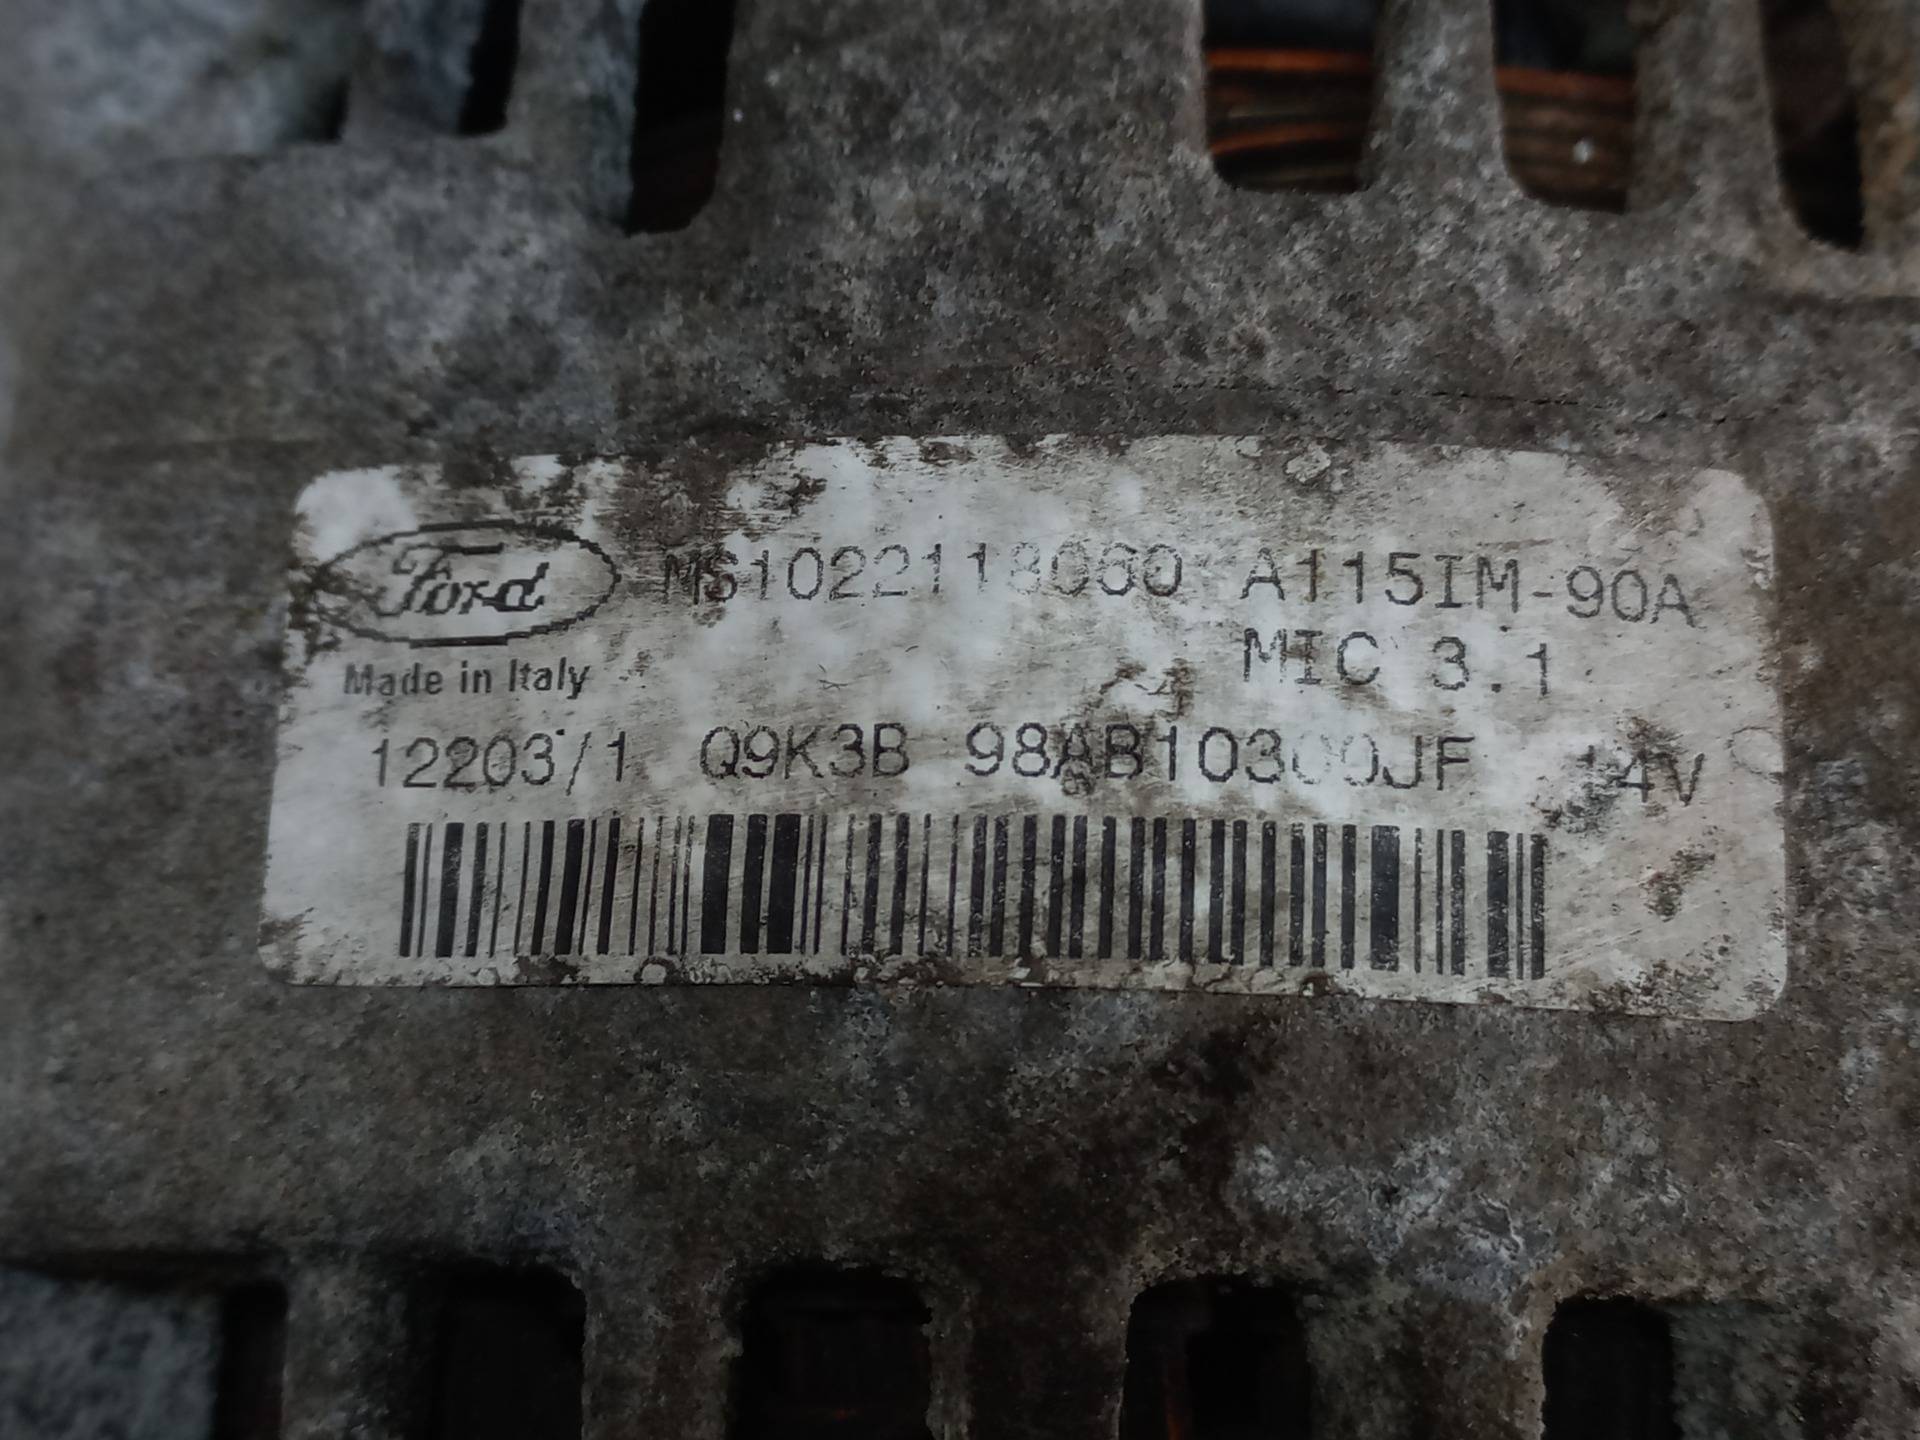 Ford MS1022118060 A115IM-90A
Made in Italy MIC 3.1
12203/1 Q9K3B 98AB10300JF 14V